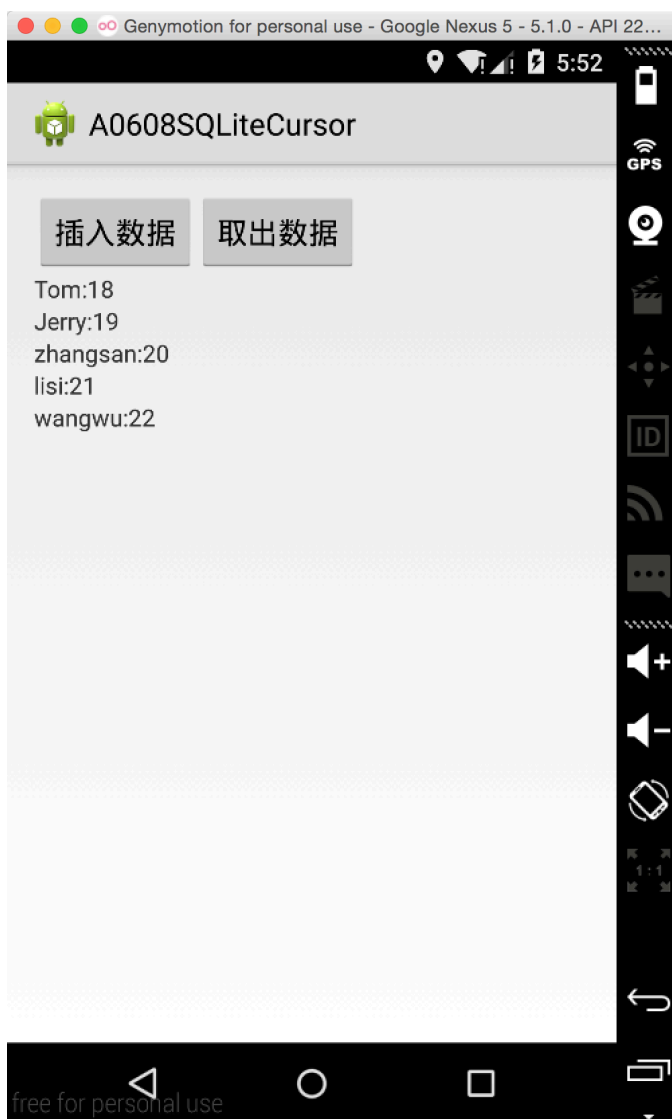 Genymotion for personal use - Google Nexus 5 - 5.1.0 - API 22...
5:52
A0608SQLiteCursor
GPS
插入数据 取出数据
Tom:18
Jerry:19
zhangsan:20
lisi:21
wangwu:22
ID
1:1
free for personal use